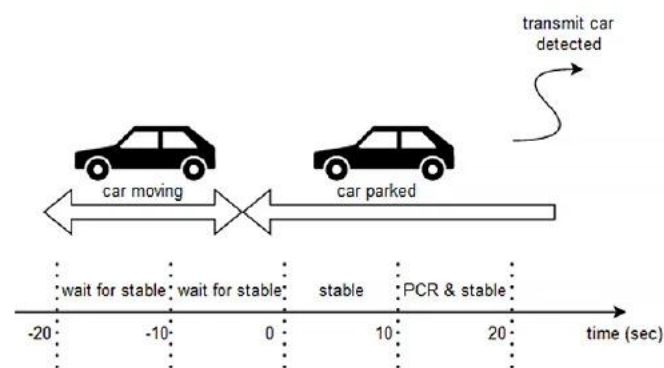 transmit car
detected
car moving
car parked
wait for stable
wait for stable
stable
PCR & stable
-20
-10
0
10
20
time (sec)